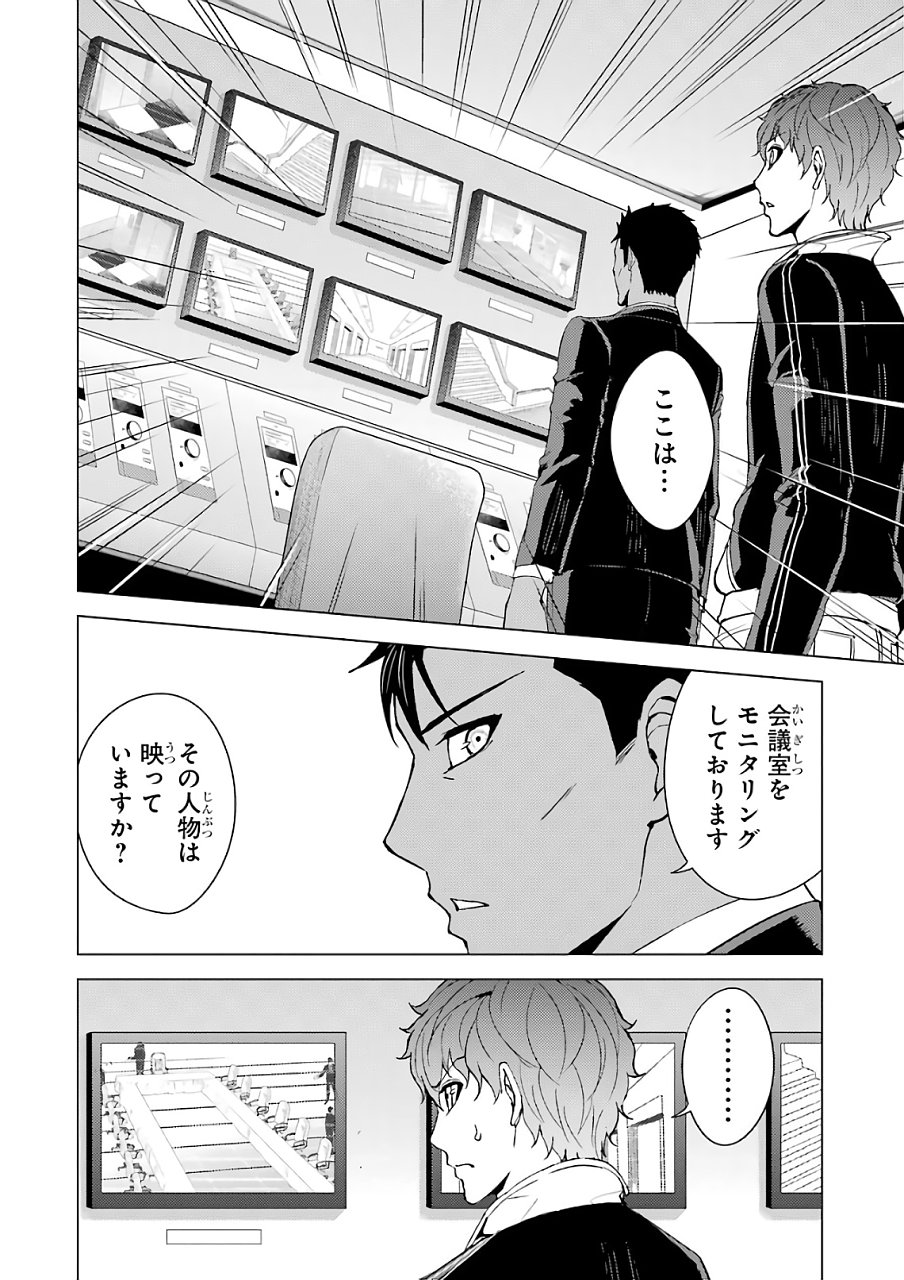 ここは…
会議室を
モニタリング
しております
その人物は
映って
いますか?
………